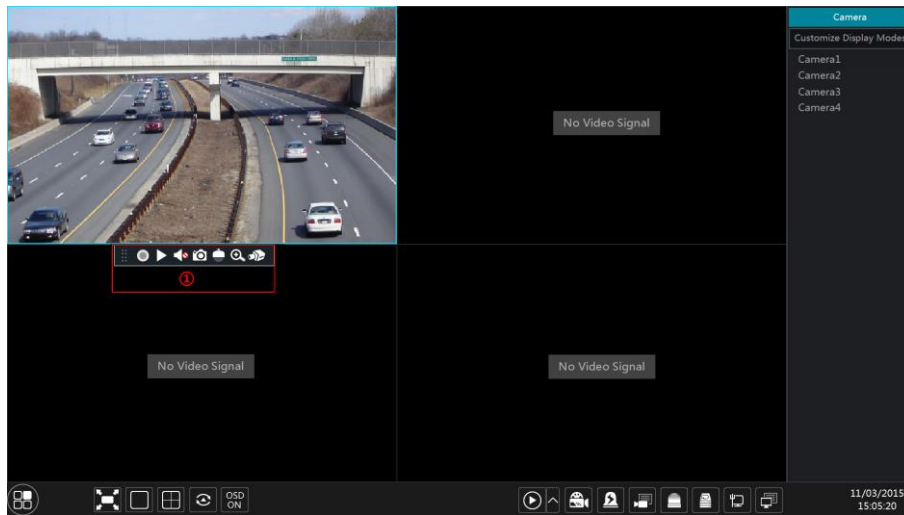 Camera
Customize Display Modes
Camera1
Camera2
Camera3
Camera4
No Video Signal
①
No Video Signal
No Video Signal
OSD
ON
11/03/2015
15:05:20